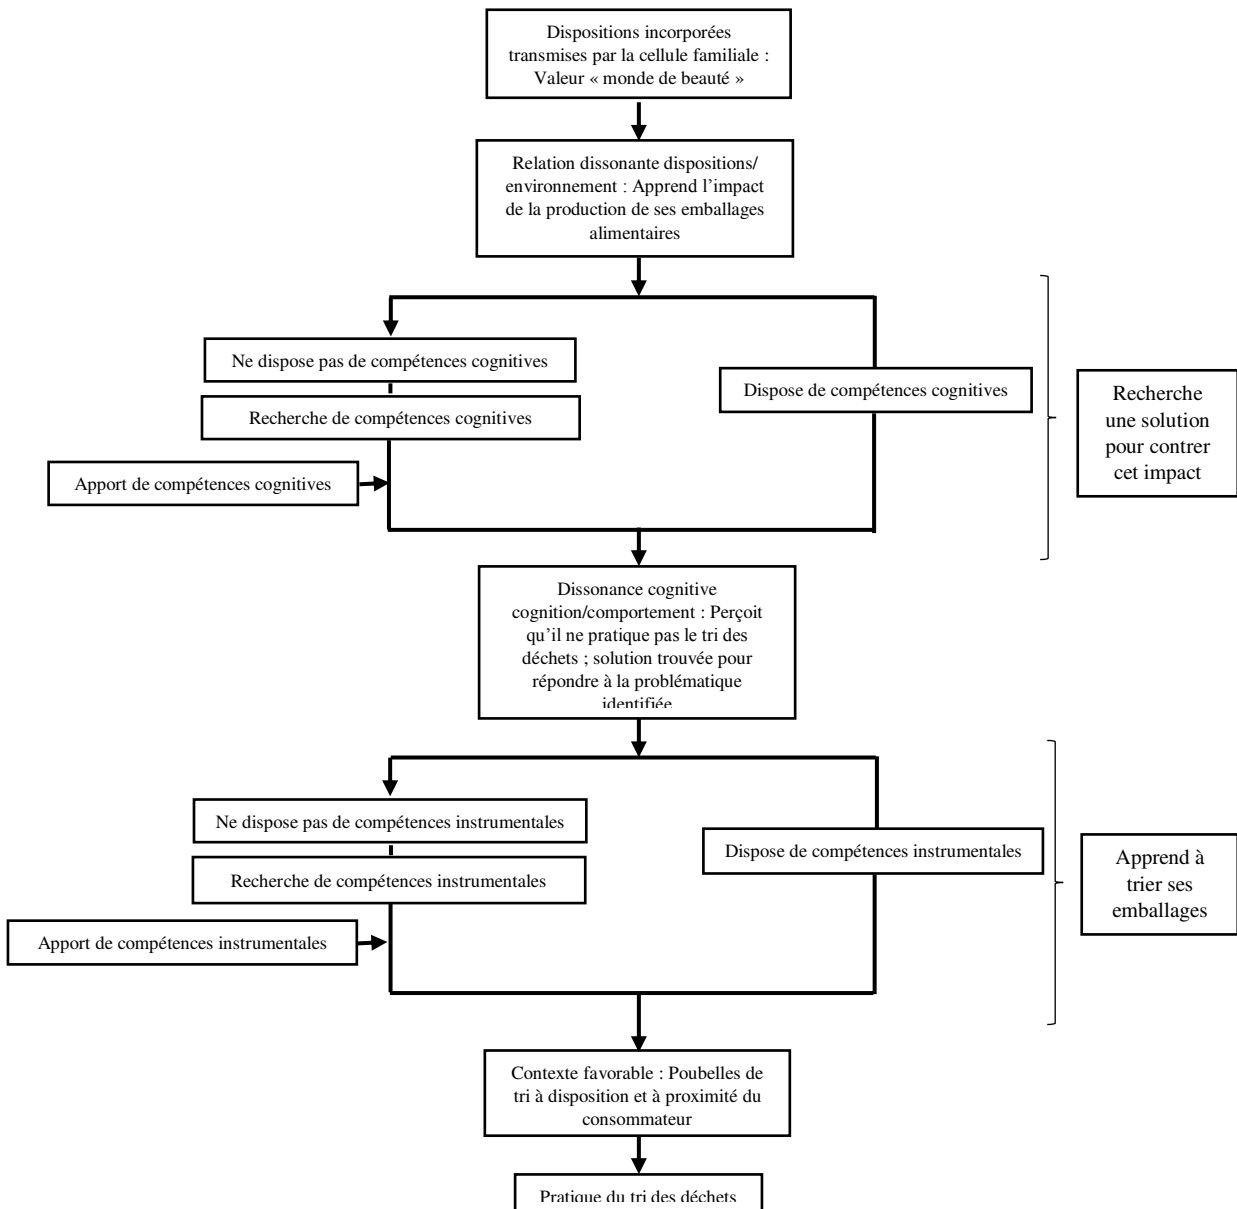 Dispositions incorporées
transmises par la cellule familiale :
Valeur « monde de beauté »
Relation dissonante dispositions/
environnement : Apprend l’impact
de la production de ses emballages
alimentaires
Ne dispose pas de compétences cognitives
Recherche de compétences cognitives
Apport de compétences cognitives
Dispose de compétences cognitives
Recherche
une solution
pour contrer
cet impact
Dissonance cognitive
cognition/comportement : Perçoit
qu’il ne pratique pas le tri des
déchets ; solution trouvée pour
répondre à la problématique
identifiée
Ne dispose pas de compétences instrumentales
Recherche de compétences instrumentales
Apport de compétences instrumentales
Dispose de compétences instrumentales
Apprend à
trier ses
emballages
Contexte favorable : Poubelles de
tri à disposition et à proximité du
consommateur
Pratique du tri des déchets